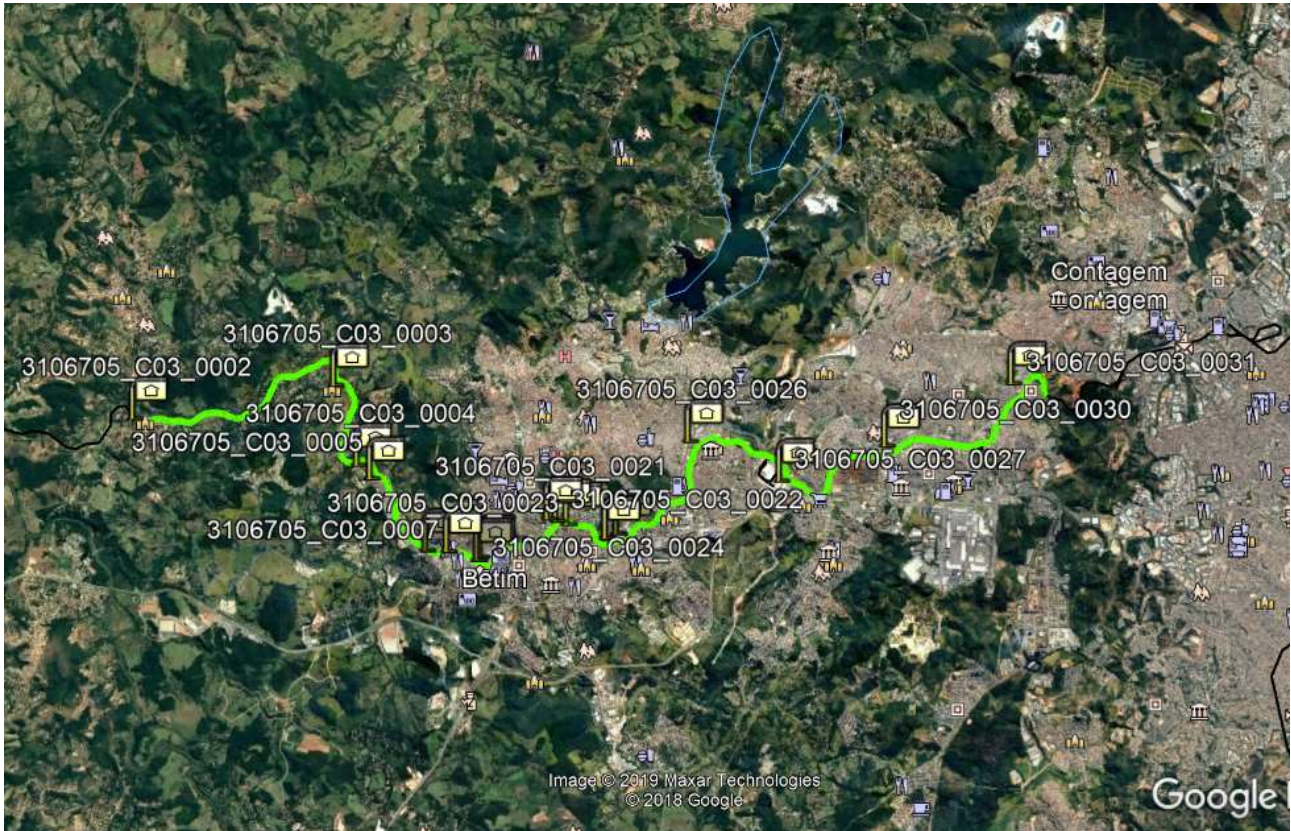 Contagem
Contagem
3106705_C03_0003
3106705_C03_0031
3106705_C03_0002
3106705_C03_0026
3106705_C03_0004
3106705_C03_0030
3106705_C03_0005
3106705_C03_0021
3106705_C03_0027
3106705_C03_0023
3106705_C03_0022
3106705_C03_0007
3106705_C03_0024
Betim
Image © 2019 Maxar Technologies
© 2018 Google
Google